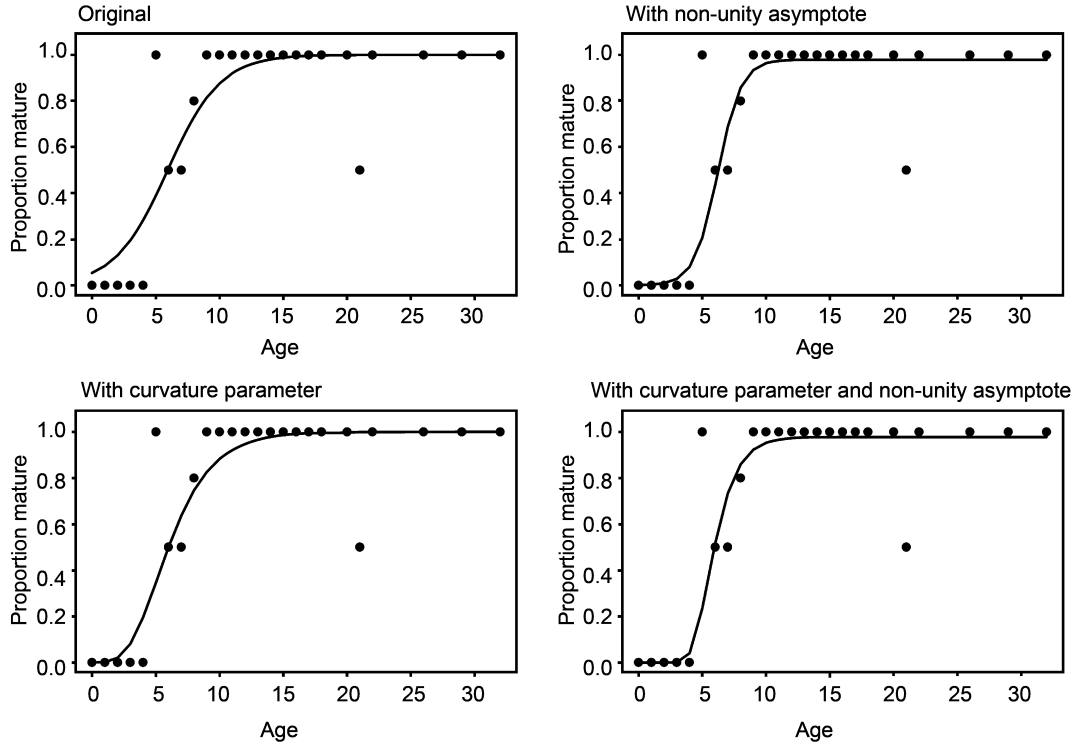 Original
Proportion mature
1.0
0.8
0.6
0.4
0.2
0.0
0 5 10 15 20 25 30
Age
With non-unity asymptote
Proportion mature
1.0
0.8
0.6
0.4
0.2
0.0
0 5 10 15 20 25 30
Age
With curvature parameter
Proportion mature
1.0
0.8
0.6
0.4
0.2
0.0
0 5 10 15 20 25 30
Age
With curvature parameter and non-unity asymptote
Proportion mature
1.0
0.8
0.6
0.4
0.2
0.0
0 5 10 15 20 25 30
Age